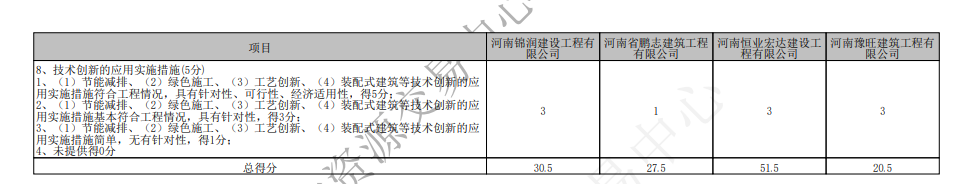 项目 河南锦润建设工程有限公司 河南省鹏志建筑工程有限公司 河南恒业宏达建设工程有限公司 河南豫旺建筑工程有限公司
8、技术创新的应用实施措施(5分)
1、（1）节能减排、（2）绿色施工、（3）工艺创新、（4）装配式建筑等技术创新的应
用实施措施符合工程情况，具有针对性、可行性、经济适用性，得5分；
2、（1）节能减排、（2）绿色施工、（3）工艺创新、（4）装配式建筑等技术创新的应
用实施措施基本符合工程情况，具有针对性，得3分；
3、（1）节能减排、（2）绿色施工、（3）工艺创新、（4）装配式建筑等技术创新的应
用实施措施简单，无有针对性，得1分；
4、未提供得0分
3 1 3 3
总得分 30.5 27.5 51.5 20.5
资源交易中心
易中心